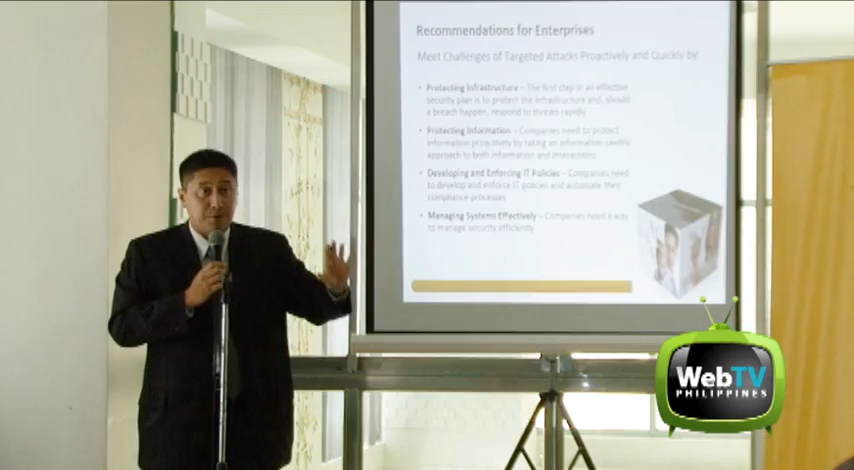 Recommendations for Enterprises
Meet Challenges of Targeted Attacks Proactively and Quickly by:
• Protecting Infrastructure – The first step in an effective
security plan is to protect the infrastructure and, should
a breach happen, respond to threats rapidly
• Protecting Information – Companies need to protect
information proactively by taking an information-centric
approach to both information and interactions
• Developing and Enforcing IT Policies – Companies need
to develop and enforce IT policies and automate their
compliance processes
• Managing Systems Effectively – Companies need a way
to manage security efficiently
WebTV
PHILIPPINES